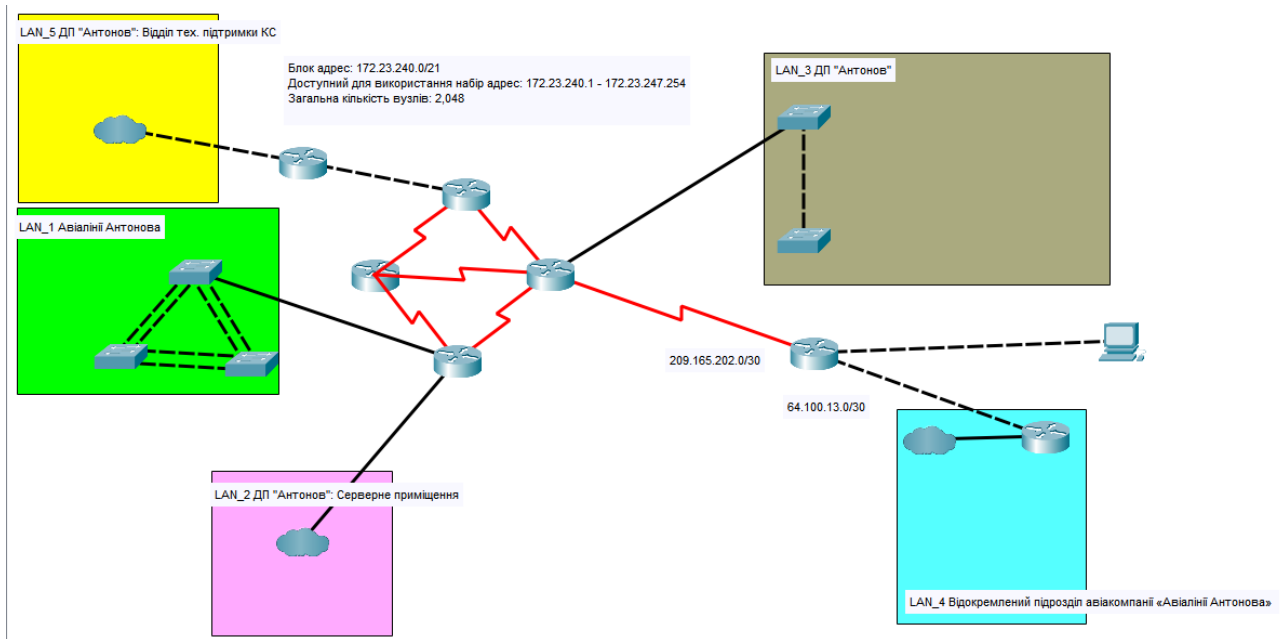 LAN_5 ДП "Антонов": Відділ тех. підтримки КС
Блок адрес: 172.23.240.0/21
Доступний для використання набір адрес: 172.23.240.1 - 172.23.247.254
Загальна кількість вузлів: 2,048
LAN_3 ДП "Антонов"
LAN_1 Авіалінії Антонова
209.165.202.0/30
64.100.13.0/30
LAN_2 ДП "Антонов": Серверне приміщення
LAN_4 Відокремлений підрозділ авіакомпанії «Авіалінії Антонова»